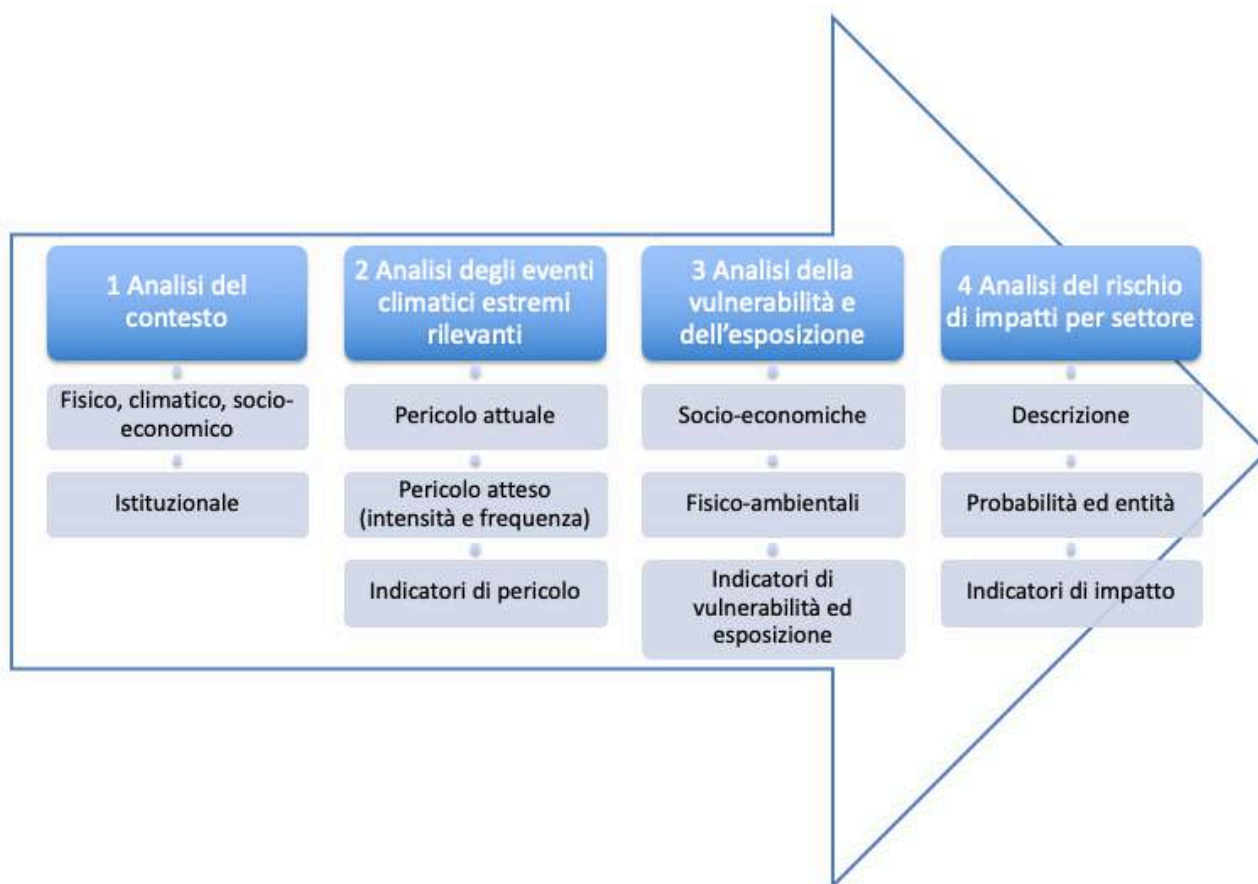 1 Analisi del
contesto
Fisico, climatico, socio-
economico
Istituzionale
2 Analisi degli eventi
climatici estremi
rilevanti
Pericolo attuale
Pericolo atteso
(intensità e frequenza)
Indicatori di pericolo
3 Analisi della
vulnerabilità e
dell'esposizione
Socio-economiche
Fisico-ambientali
Indicatori di
vulnerabilità ed
esposizione
4 Analisi del rischio
di impatti per settore
Descrizione
Probabilità ed entità
Indicatori di impatto